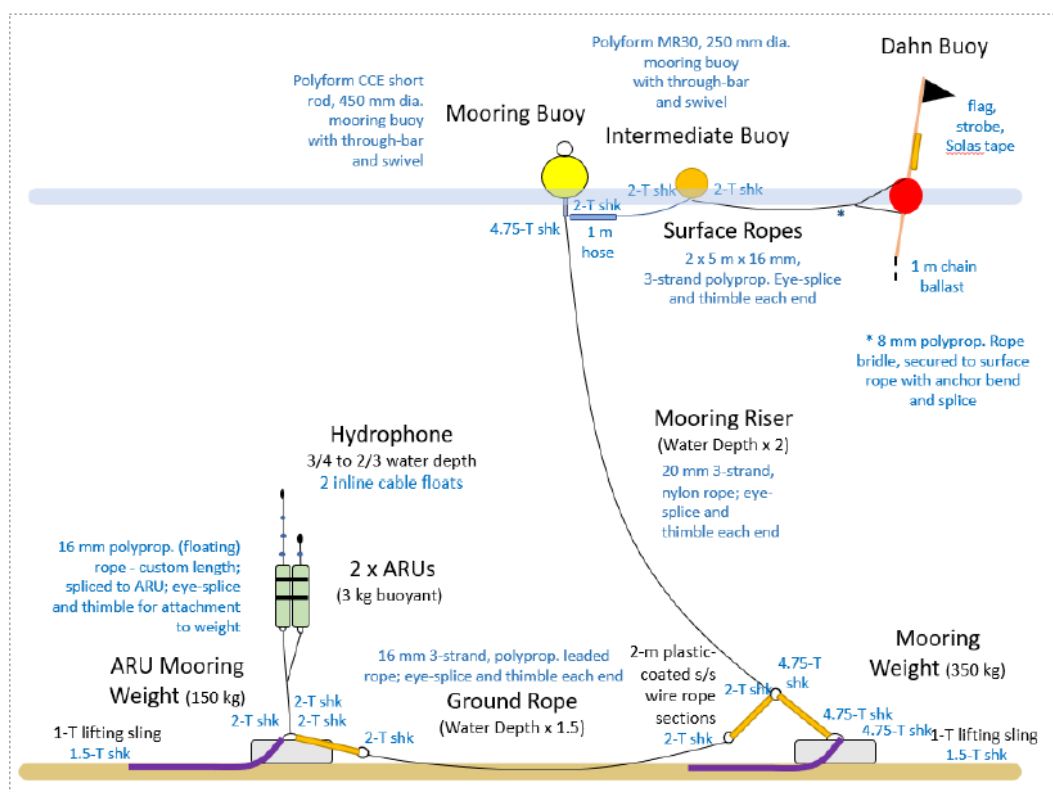 Polyform CCE short
rod, 450 mm dia.
mooring buoy
with through-bar
and swivel
Mooring Buoy
Polyform MR30, 250 mm dia.
mooring buoy
with through-bar
and swivel
Intermediate Buoy
Dahn Buoy
flag,
strobe,
Solas tape
2-T shk
2-T shk
2-T shk
4.75-T shk
1 m
hose
*
Surface Ropes
2 x 5 m x 16 mm,
3-strand polyprop. Eye-splice
and thimble each end
1 m chain
ballast
* 8 mm polyprop. Rope
bridle, secured to surface
rope with anchor bend
and splice
Mooring Riser
(Water Depth x 2)
20 mm 3-strand,
nylon rope; eye-
splice and
thimble each end
Hydrophone
3/4 to 2/3 water depth
2 inline cable floats
16 mm polyprop. (floating)
rope - custom length;
spliced to ARU; eye-splice
and thimble for attachment
to weight
2 x ARUs
(3 kg buoyant)
ARU Mooring
Weight (150 kg)
2-T shk
2-T shk
2-T shk
1-T lifting sling
1.5-T shk
2-T shk
16 mm 3-strand, polyprop. leaded
rope; eye-splice and thimble each end
Ground Rope
(Water Depth x 1.5)
2-m plastic-
coated s/s
wire rope
sections
2-T shk
2-T shk
4.75-T
shk
4.75-T shk
4.75-T shk
Mooring
Weight (350 kg)
1-T lifting sling
1.5-T shk